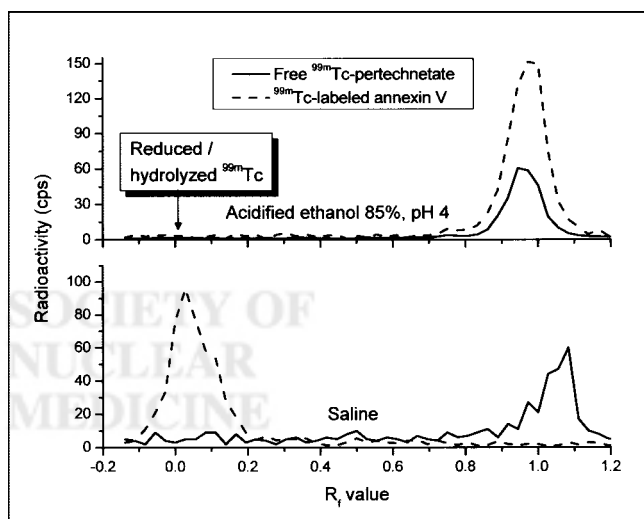 150
120
90
60
30
0
Free ⁹⁹ᵐTc-pertechnetate
⁹⁹ᵐTc-labeled annexin V
Reduced /
hydrolyzed ⁹⁹ᵐTc
Acidified ethanol 85%, pH 4
Radioactivity (cps)
100
80
60
40
20
0
SOCIETY OF
NUCLEAR
MEDICINE
Saline
-0.2 0.0 0.2 0.4 0.6 0.8 1.0 1.2
Rf value